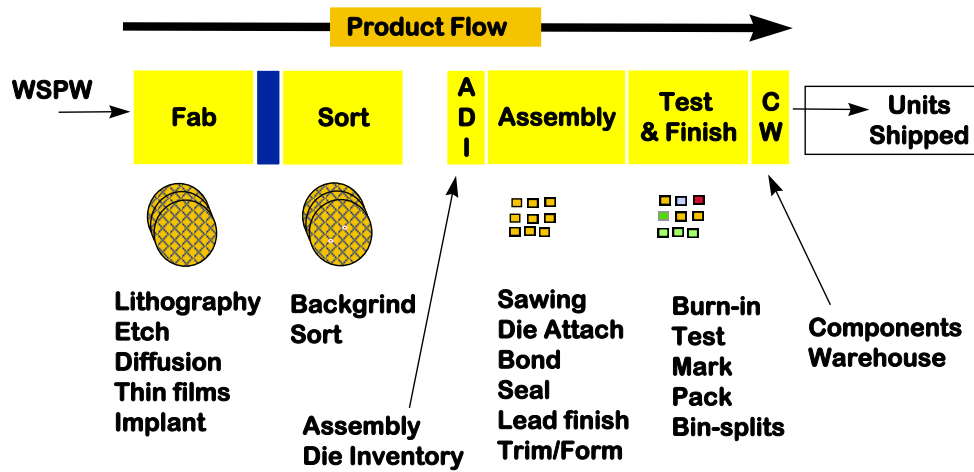 Product Flow
WSPW
Fab
Sort
A
D
I
Assembly
Test
& Finish
C
W
Units
Shipped
Lithography
Etch
Diffusion
Thin films
Implant
Backgrind
Sort
Assembly
Die Inventory
Sawing
Die Attach
Bond
Seal
Lead finish
Trim/Form
Burn-in
Test
Mark
Pack
Bin-splits
Components
Warehouse